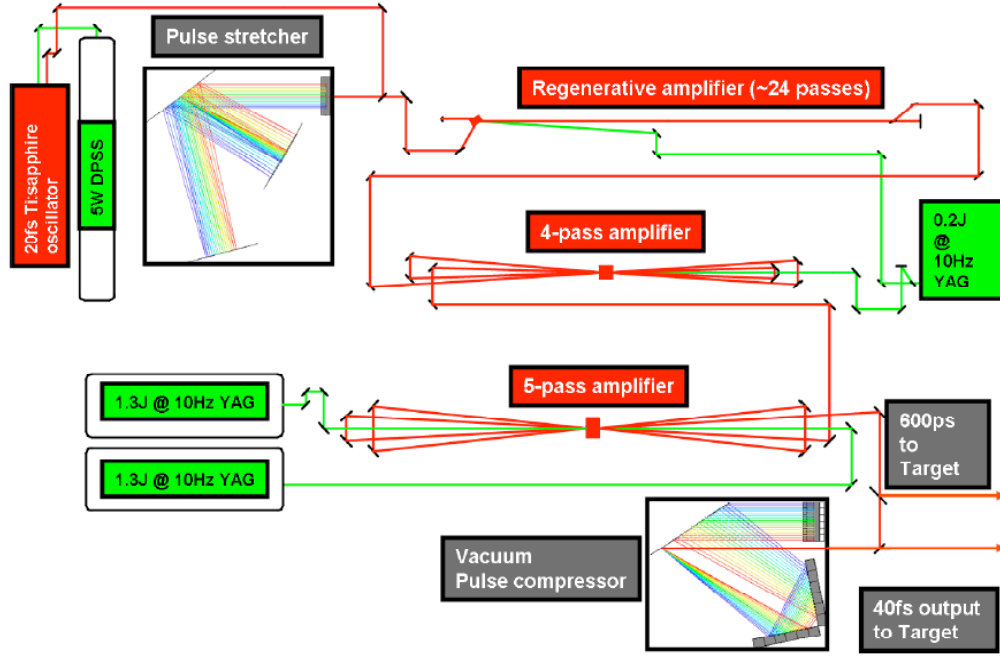 Pulse stretcher
Regenerative amplifier (~24 passes)
20fs Ti:sapphire
oscillator
5W DPSS
4-pass amplifier
0.2J
@
10Hz
YAG
1.3J @ 10Hz YAG
5-pass amplifier
600ps
to
Target
1.3J @ 10Hz YAG
Vacuum
Pulse compressor
40fs output
to Target